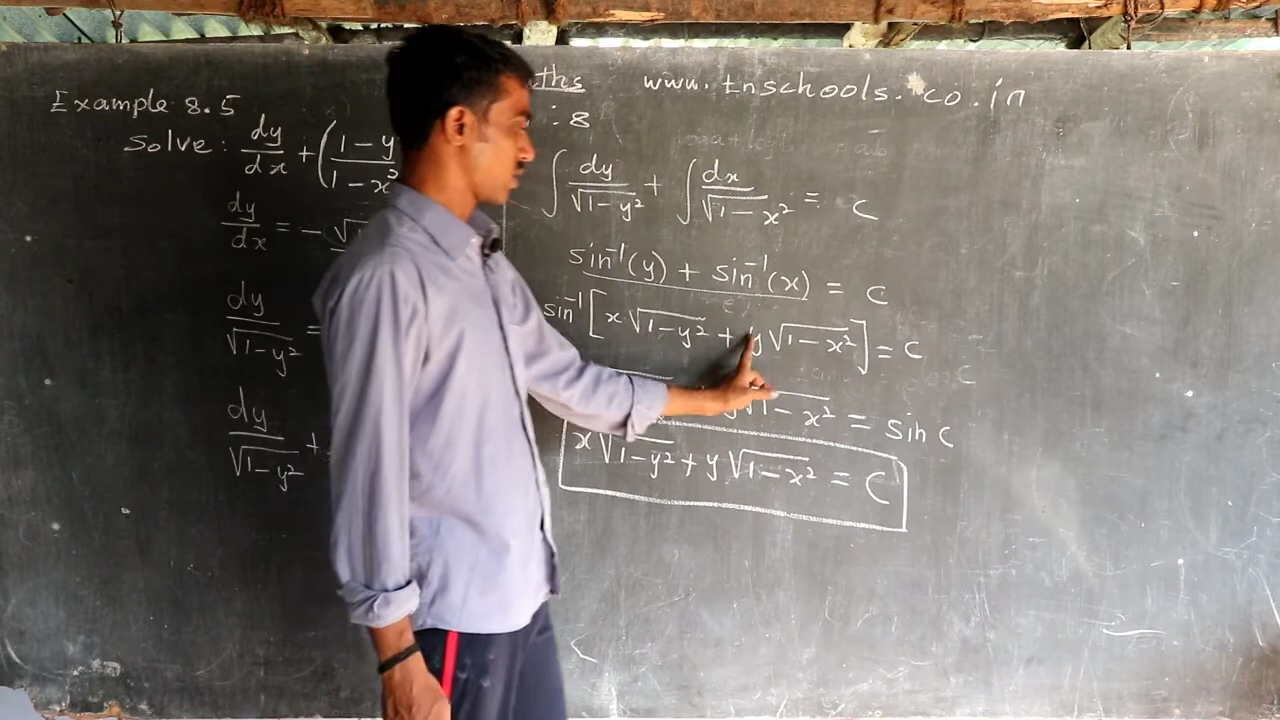 ths www.tnschools.co.in
: 8
Example 8.5
Solve: dy/dx + (1-y / 1-x²
dy/dx = - √
dy/√1-y² =
dy/√1-y² +
∫ dy/√1-y² + ∫ dx/√1-x² = C
sin⁻¹(y) + sin⁻¹(x) = C
sin⁻¹[x√1-y² + y√1-x²] = C
y√1-x² = sin C
x√1-y² + y√1-x² = C